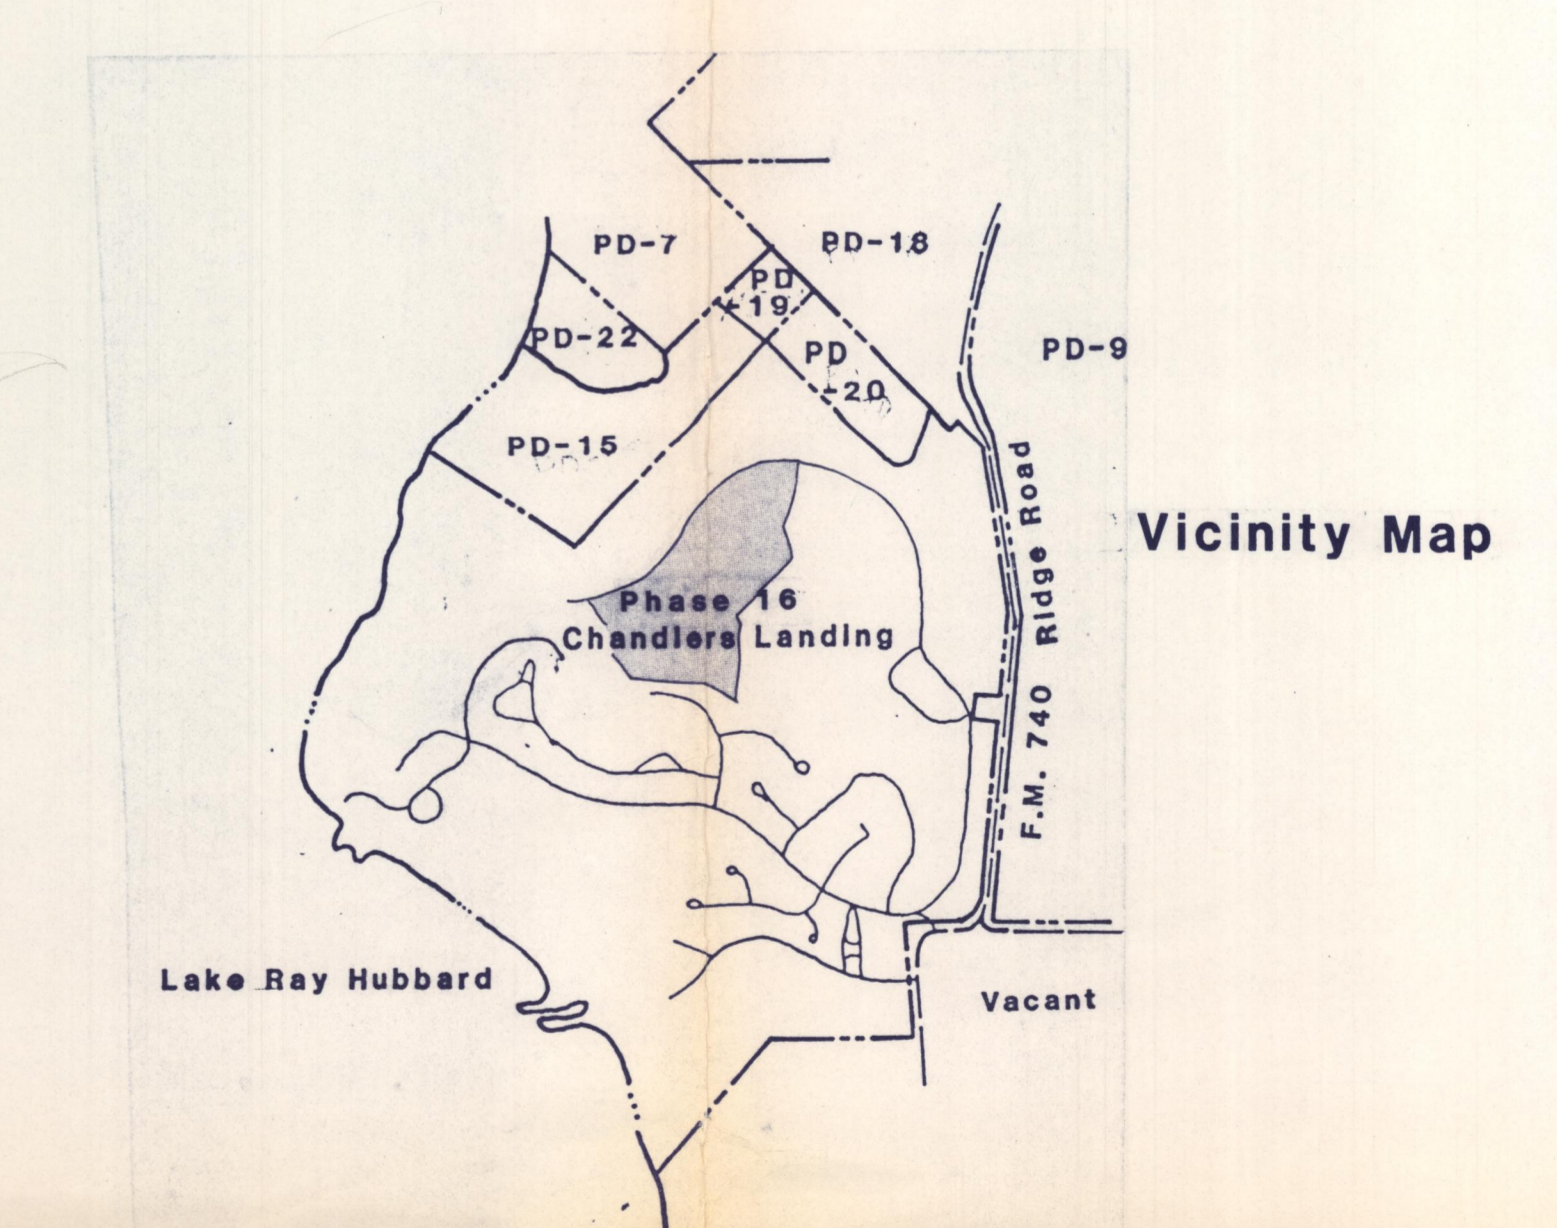 PD-7
PD-18
PD
-19
PD-22
PD
-20
PD-9
PD-15
Vicinity Map
Phase 16
Chandlers Landing
F.M. 740 Ridge Road
Lake Ray Hubbard
Vacant